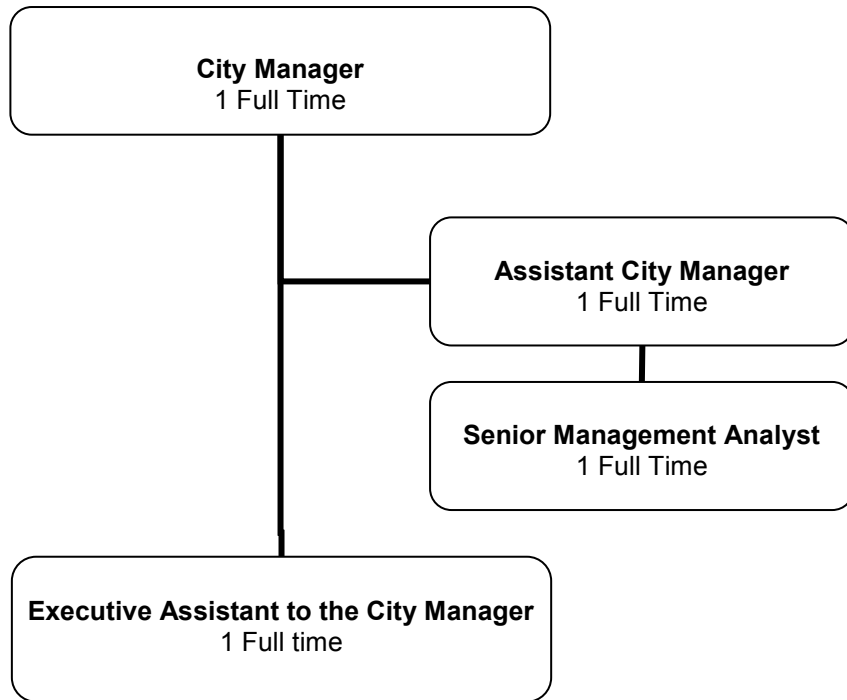 City Manager
1 Full Time
Assistant City Manager
1 Full Time
Senior Management Analyst
1 Full Time
Executive Assistant to the City Manager
1 Full time